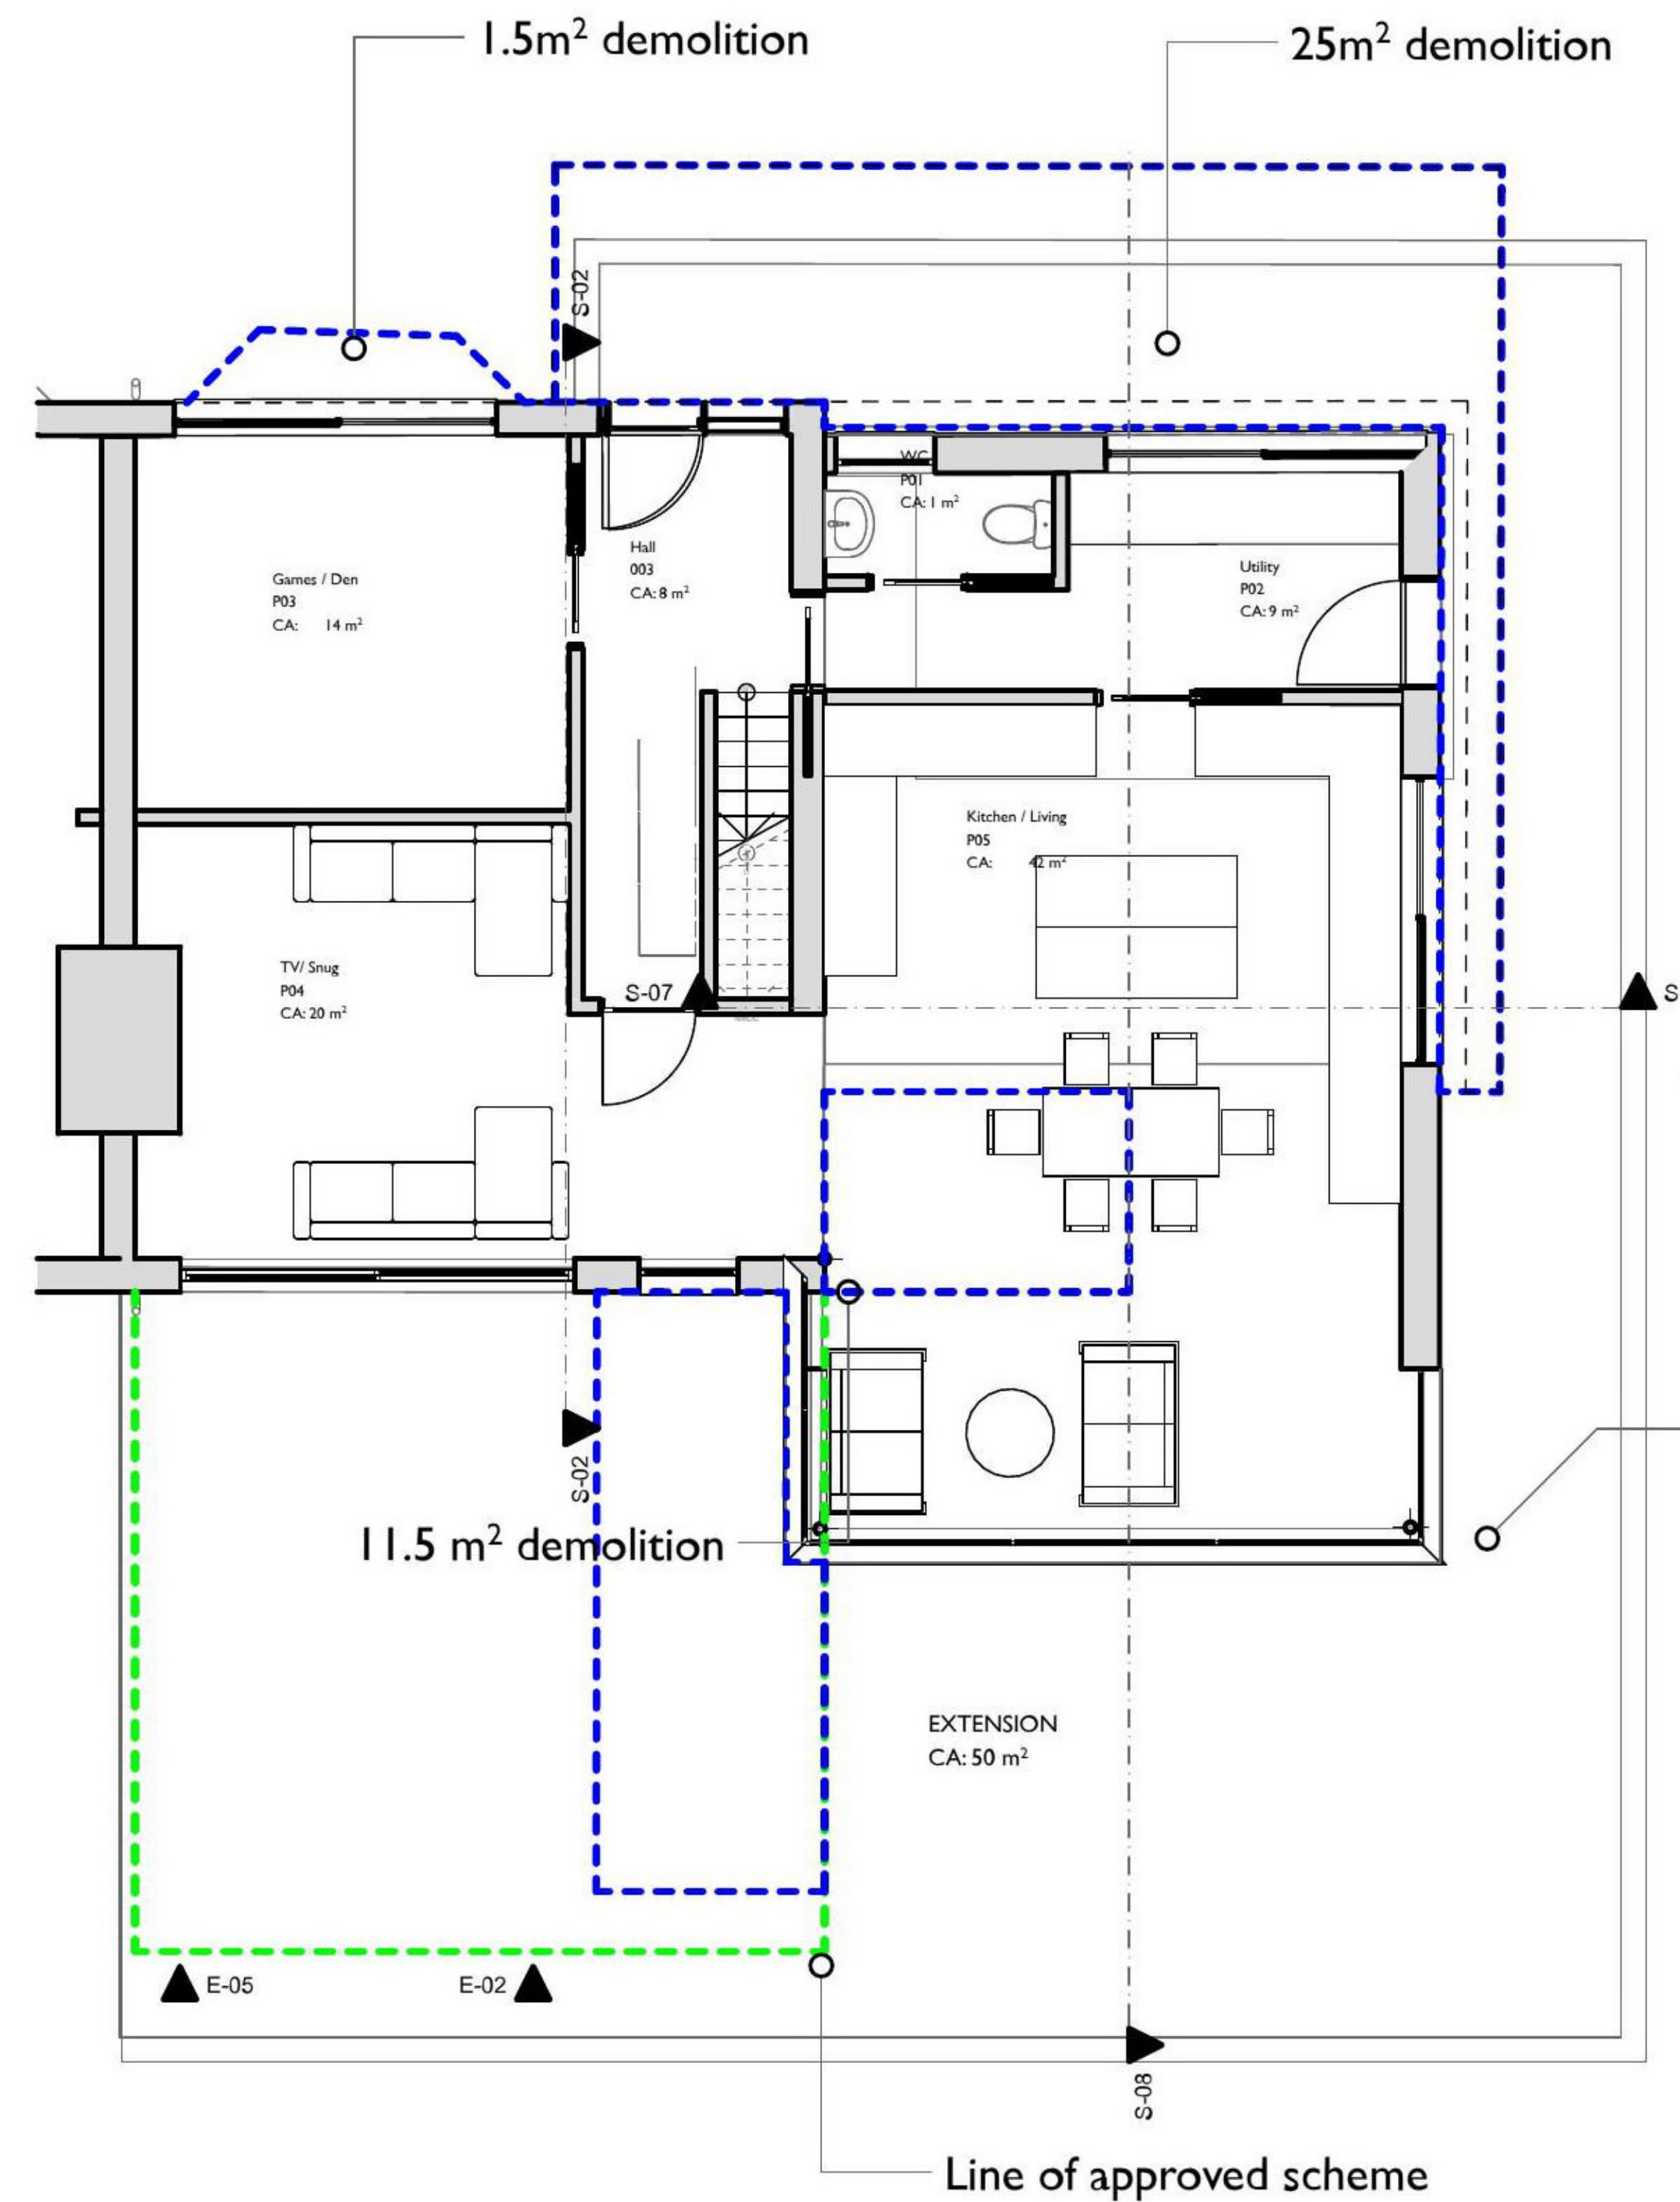 1.5m² demolition
25m² demolition
S-02
WC
P01
CA: 1 m²
Hall
003
CA: 8 m²
Games / Den
P03
CA: 14 m²
Utility
P02
CA: 9 m²
Kitchen / Living
P05
CA: 42 m²
TV/ Snug
P04
CA: 20 m²
S-07
S
S-02
11.5 m² demolition
EXTENSION
CA: 50 m²
E-05
E-02
S-08
Line of approved scheme